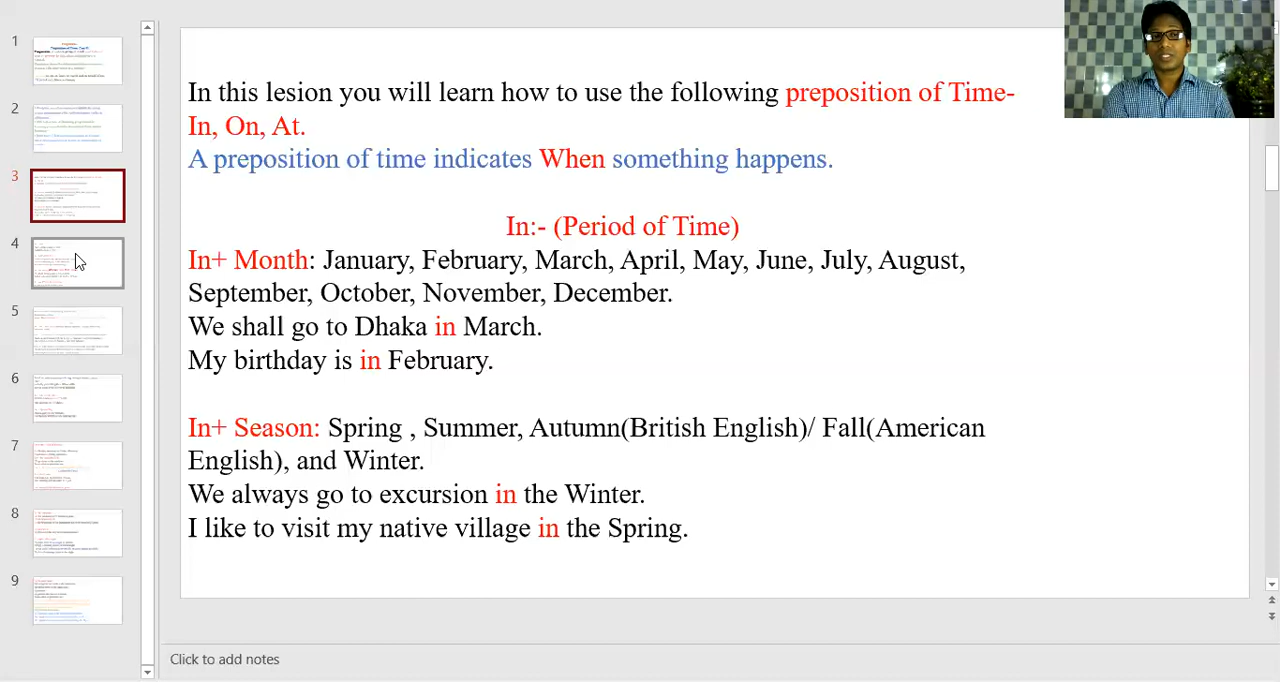 In this lesion you will learn how to use the following preposition of Time-
In, On, At.
A preposition of time indicates When something happens.
In:- (Period of Time)
In+ Month: January, February, March, April, May, June, July, August,
September, October, November, December.
We shall go to Dhaka in March.
My birthday is in February.
In+ Season: Spring , Summer, Autumn(British English)/ Fall(American
English), and Winter.
We always go to excursion in the Winter.
I like to visit my native village in the Spring.
Click to add notes
1
2
3
4
5
6
7
8
9